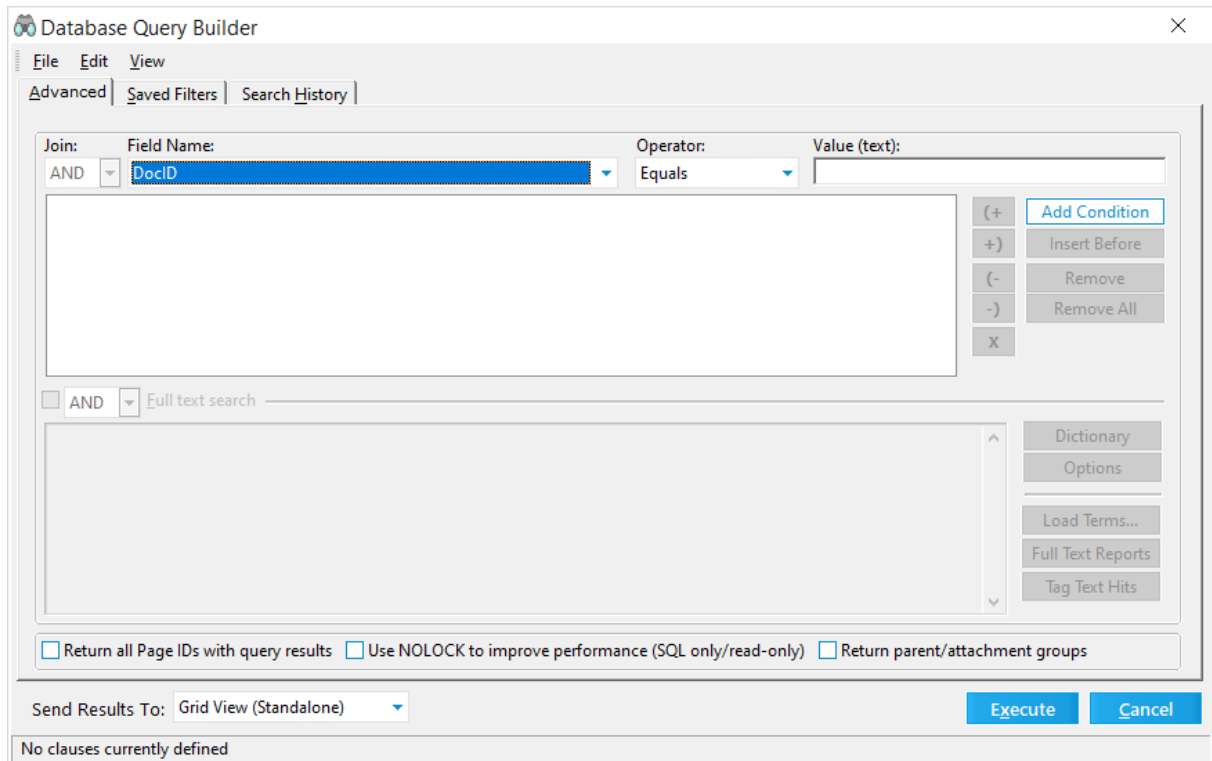 Database Query Builder
File Edit View
Advanced Saved Filters Search History
Join: Field Name: Operator: Value (text):
AND DocID Equals
(+ Add Condition
+) Insert Before
(- Remove
-) Remove All
X
AND Full text search
Dictionary
Options
Load Terms...
Full Text Reports
Tag Text Hits
Return all Page IDs with query results Use NOLOCK to improve performance (SQL only/read-only) Return parent/attachment groups
Send Results To: Grid View (Standalone) Execute Cancel
No clauses currently defined